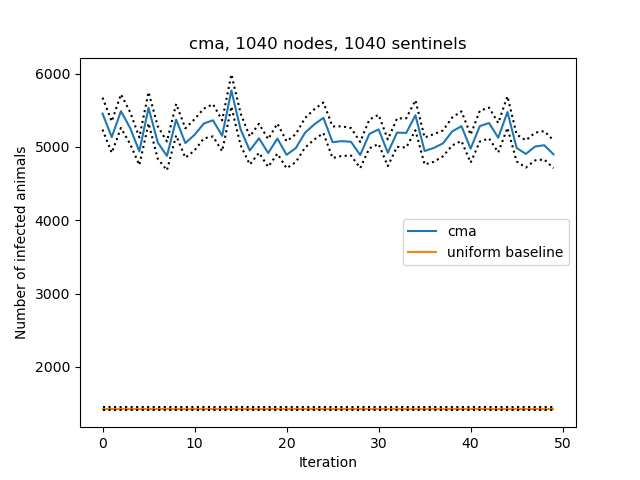 cma, 1040 nodes, 1040 sentinels
Number of infected animals
6000
5000
4000
3000
2000
cma
uniform baseline
0
10
20
30
40
50
Iteration